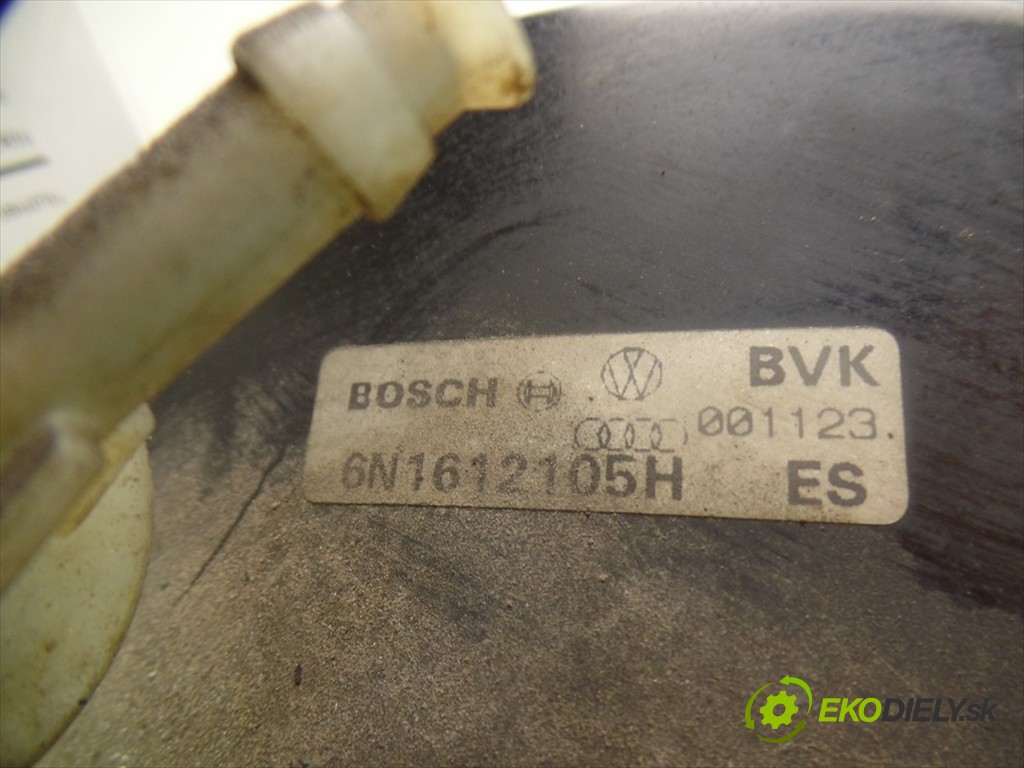 BOSCH BVK
001123.
6N1612105H ES
EKODIELY.sk